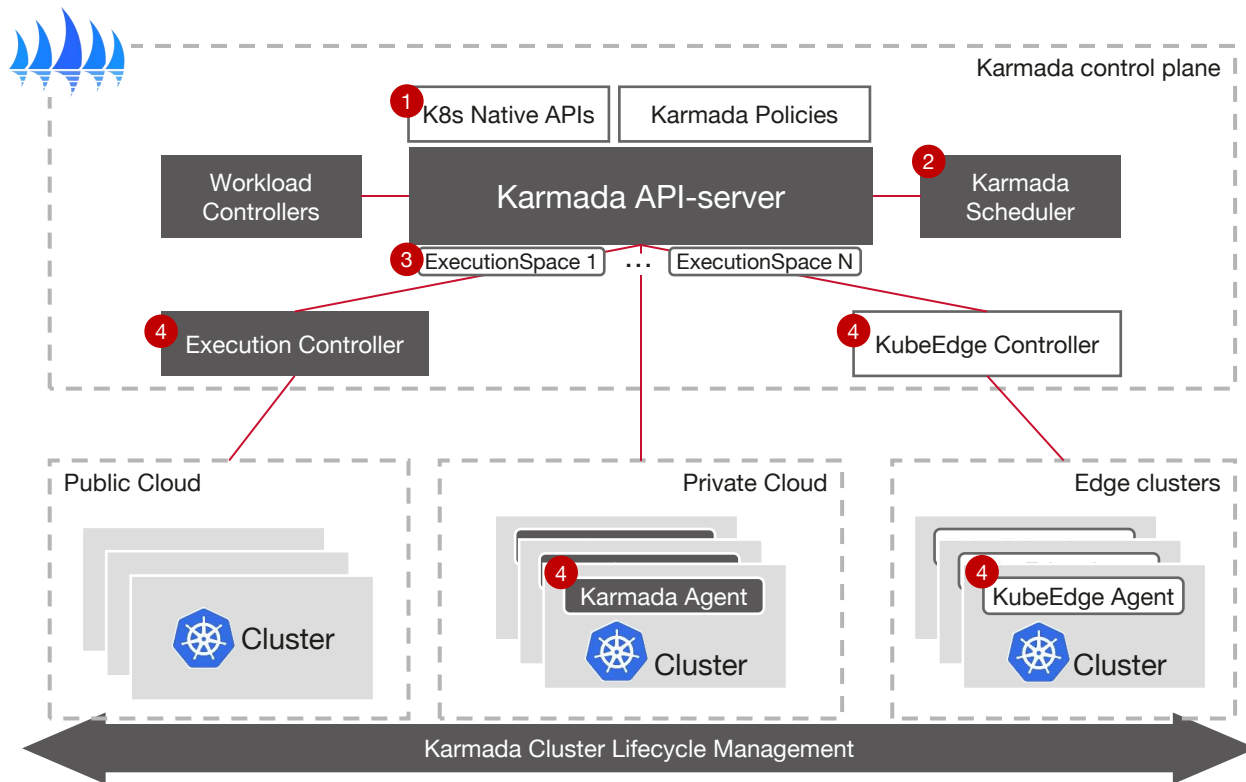 Karmada control plane
1
K8s Native APIs
Karmada Policies
Workload
Controllers
Karmada API-server
2
Karmada
Scheduler
3
ExecutionSpace 1
...
ExecutionSpace N
4
Execution Controller
4
KubeEdge Controller
Public Cloud
Private Cloud
Edge clusters
4
Karmada Agent
4
KubeEdge Agent
Cluster
Cluster
Cluster
Karmada Cluster Lifecycle Management